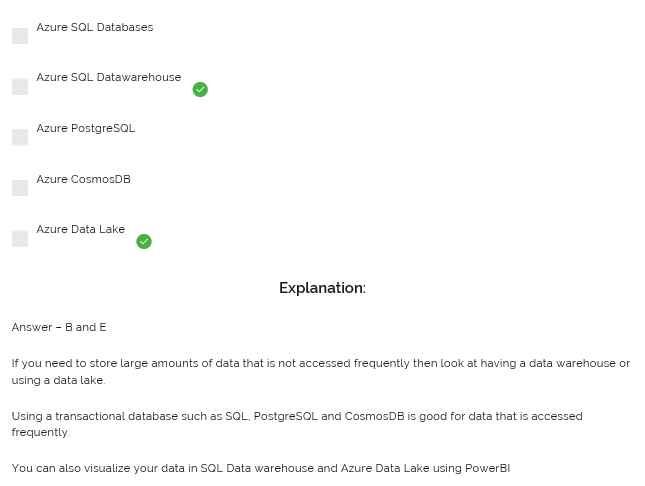 Azure SQL Databases
Azure SQL Datawarehouse
Azure PostgreSQL
Azure CosmosDB
Azure Data Lake
Explanation:
Answer – B and E
If you need to store large amounts of data that is not accessed frequently then look at having a data warehouse or
using a data lake.
Using a transactional database such as SQL, PostgreSQL and CosmosDB is good for data that is accessed
frequently.
You can also visualize your data in SQL Data warehouse and Azure Data Lake using PowerBI